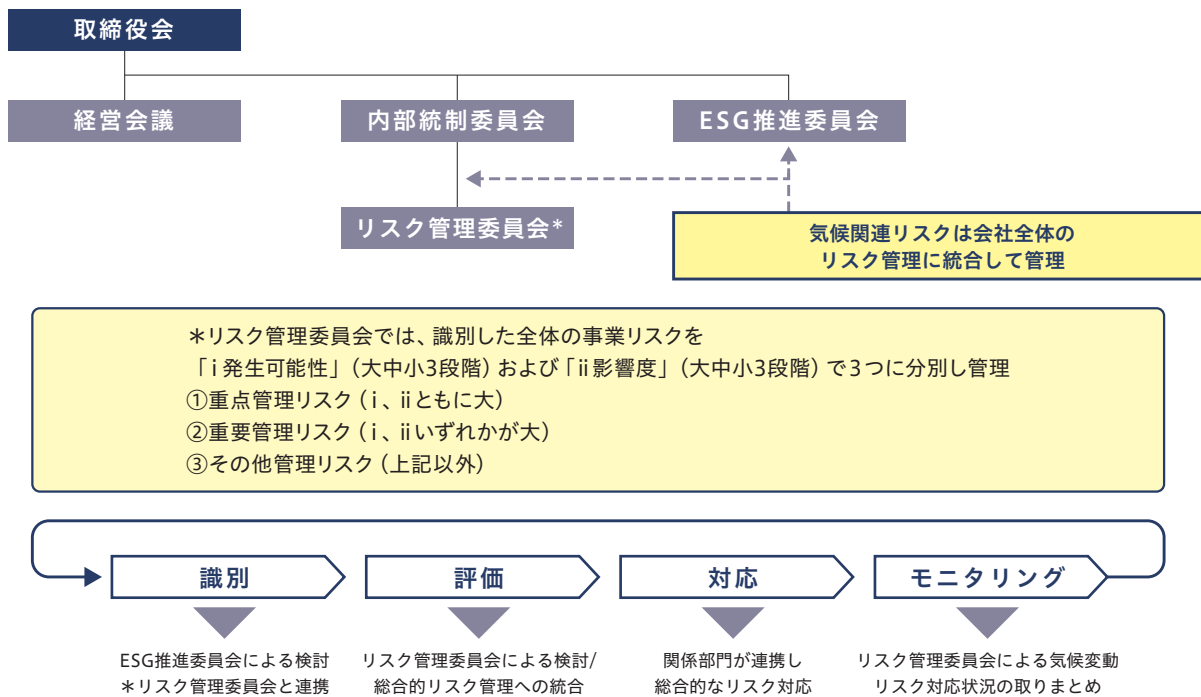 取締役会
経営会議
内部統制委員会
ESG推進委員会
リスク管理委員会*
気候関連リスクは会社全体の
リスク管理に統合して管理
*リスク管理委員会では、識別した全体の事業リスクを
「ⅰ発生可能性」(大中小3段階)および「ⅱ影響度」(大中小3段階)で3つに分別し管理
①重点管理リスク(ⅰ、ⅱともに大)
②重要管理リスク(ⅰ、ⅱいずれかが大)
③その他管理リスク(上記以外)
識別
評価
対応
モニタリング
ESG推進委員会による検討
*リスク管理委員会と連携
リスク管理委員会による検討/
総合的リスク管理への統合
関係部門が連携し
総合的なリスク対応
リスク管理委員会による気候変動
リスク対応状況の取りまとめ